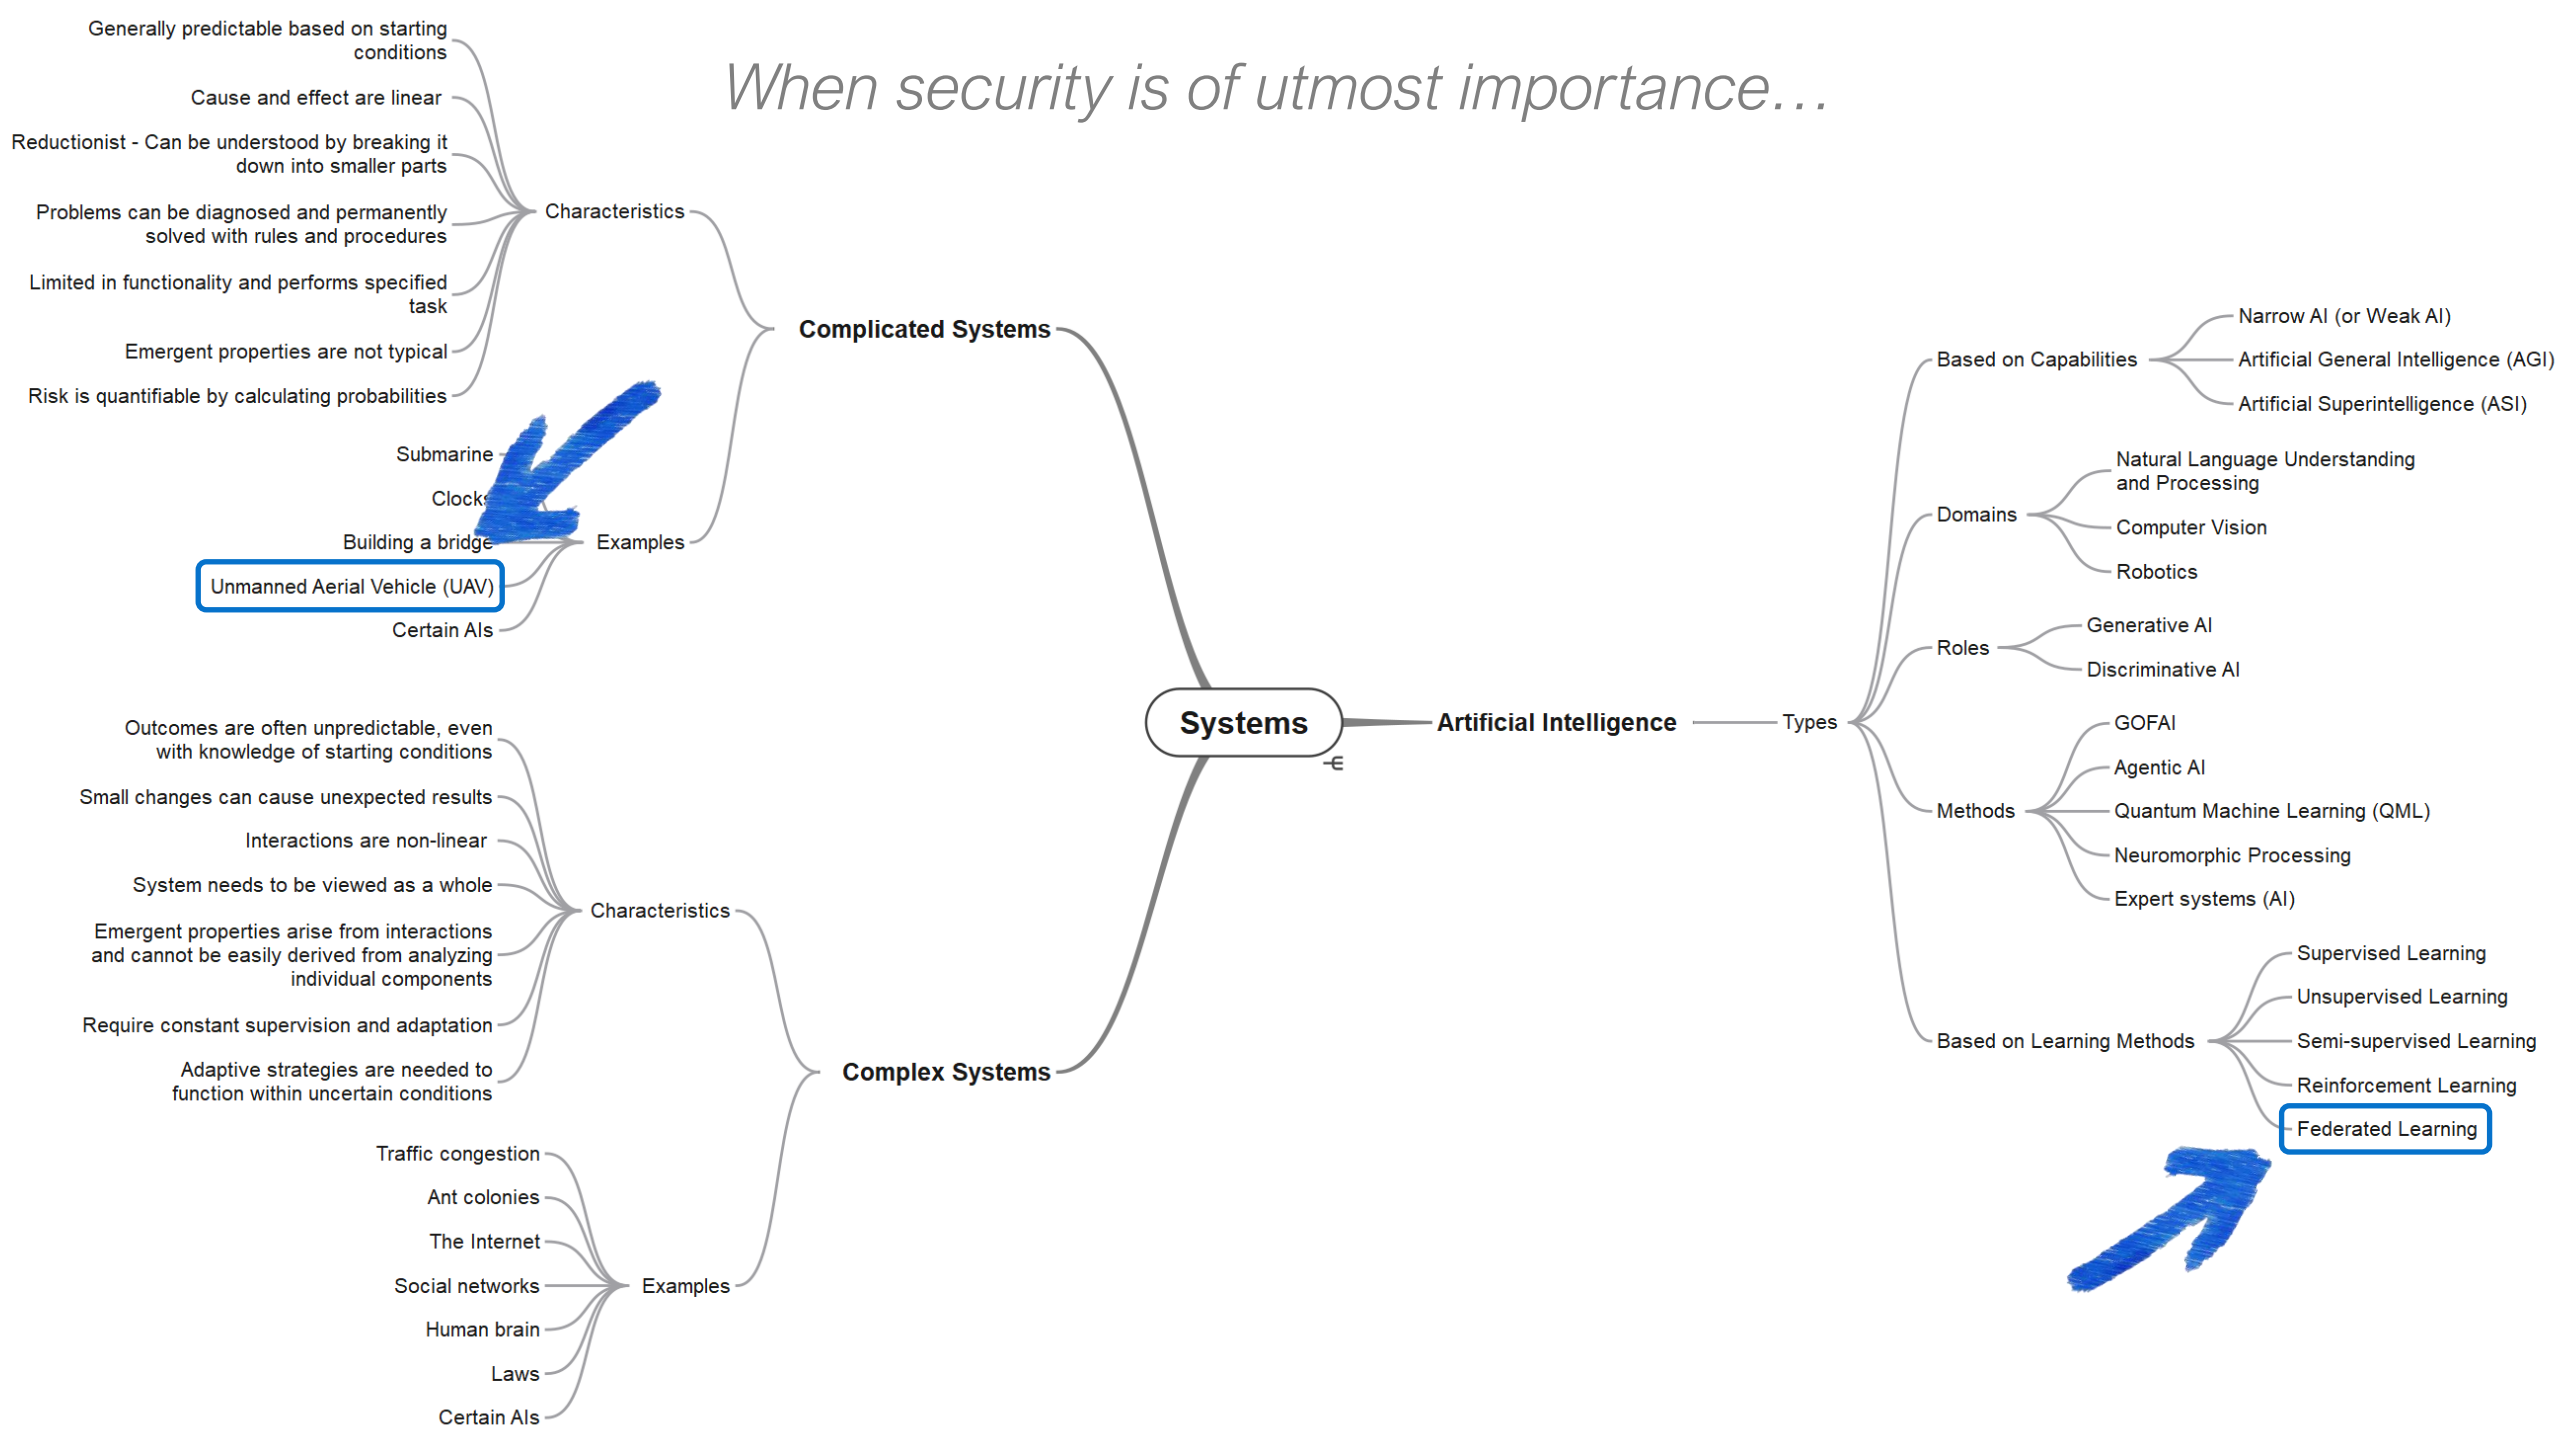 When security is of utmost importance…
Generally predictable based on starting
conditions
Cause and effect are linear
Reductionist - Can be understood by breaking it
down into smaller parts
Problems can be diagnosed and permanently
solved with rules and procedures
Limited in functionality and performs specified
task
Emergent properties are not typical
Risk is quantifiable by calculating probabilities
Characteristics
Complicated Systems
Submarine
Clocks
Building a bridge
Unmanned Aerial Vehicle (UAV)
Certain AIs
Examples
Outcomes are often unpredictable, even
with knowledge of starting conditions
Small changes can cause unexpected results
Interactions are non-linear
System needs to be viewed as a whole
Emergent properties arise from interactions
and cannot be easily derived from analyzing
individual components
Require constant supervision and adaptation
Adaptive strategies are needed to
function within uncertain conditions
Characteristics
Complex Systems
Traffic congestion
Ant colonies
The Internet
Social networks
Human brain
Laws
Certain AIs
Examples
Systems
Artificial Intelligence
Types
Based on Capabilities
Narrow AI (or Weak AI)
Artificial General Intelligence (AGI)
Artificial Superintelligence (ASI)
Domains
Natural Language Understanding
and Processing
Computer Vision
Robotics
Roles
Generative AI
Discriminative AI
Methods
GOFAI
Agentic AI
Quantum Machine Learning (QML)
Neuromorphic Processing
Expert systems (AI)
Based on Learning Methods
Supervised Learning
Unsupervised Learning
Semi-supervised Learning
Reinforcement Learning
Federated Learning